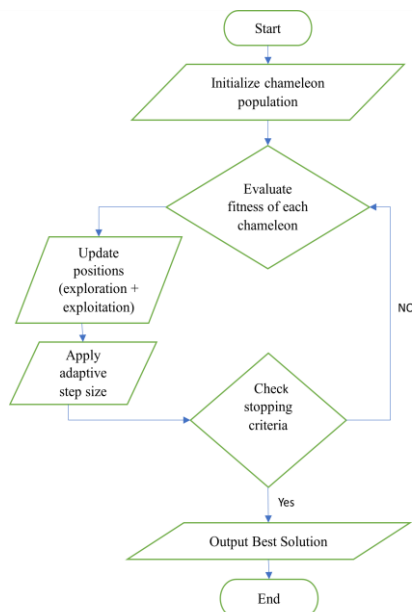 Start
Initialize chameleon
population
Evaluate
fitness of each
chameleon
Update
positions
(exploration +
exploitation)
NO
Apply
adaptive
step size
Check
stopping
criteria
Yes
Output Best Solution
End